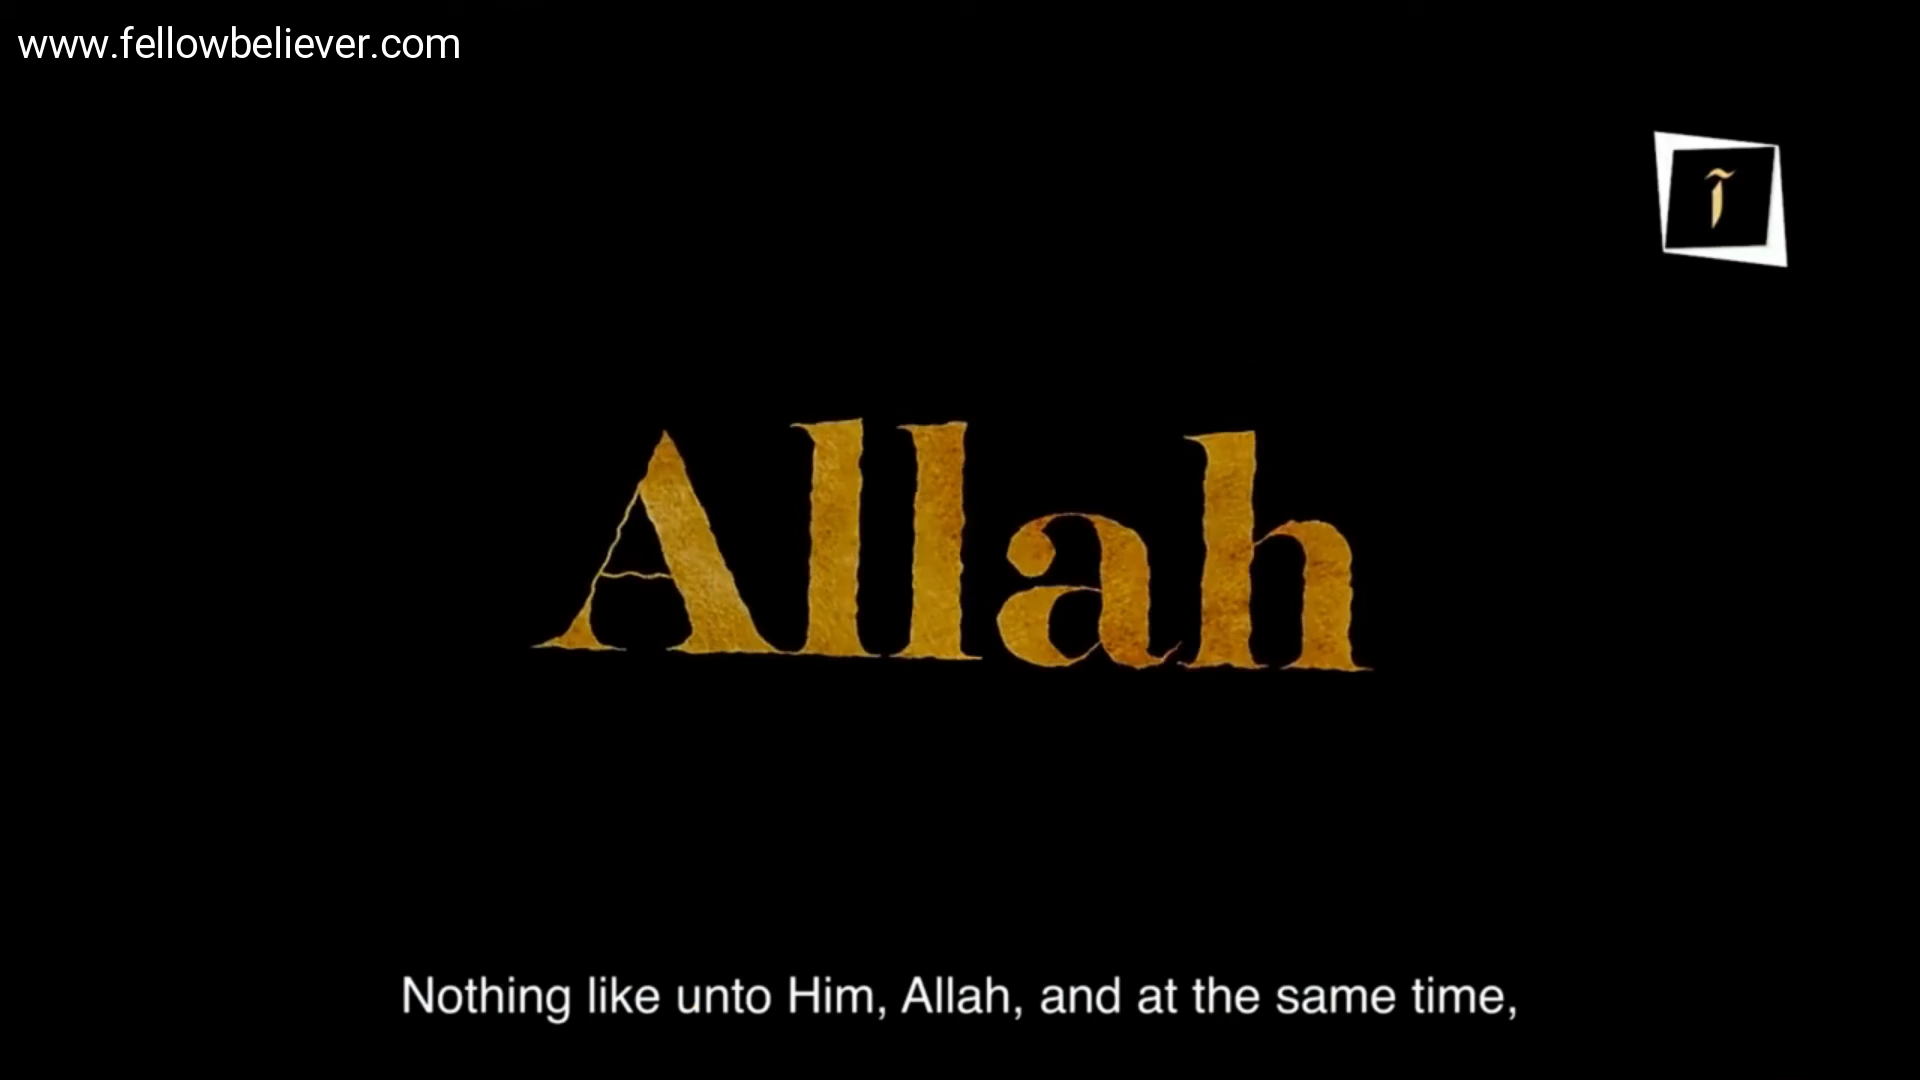 www.fellowbeliever.com
آ
Allah
Nothing like unto Him, Allah, and at the same time,